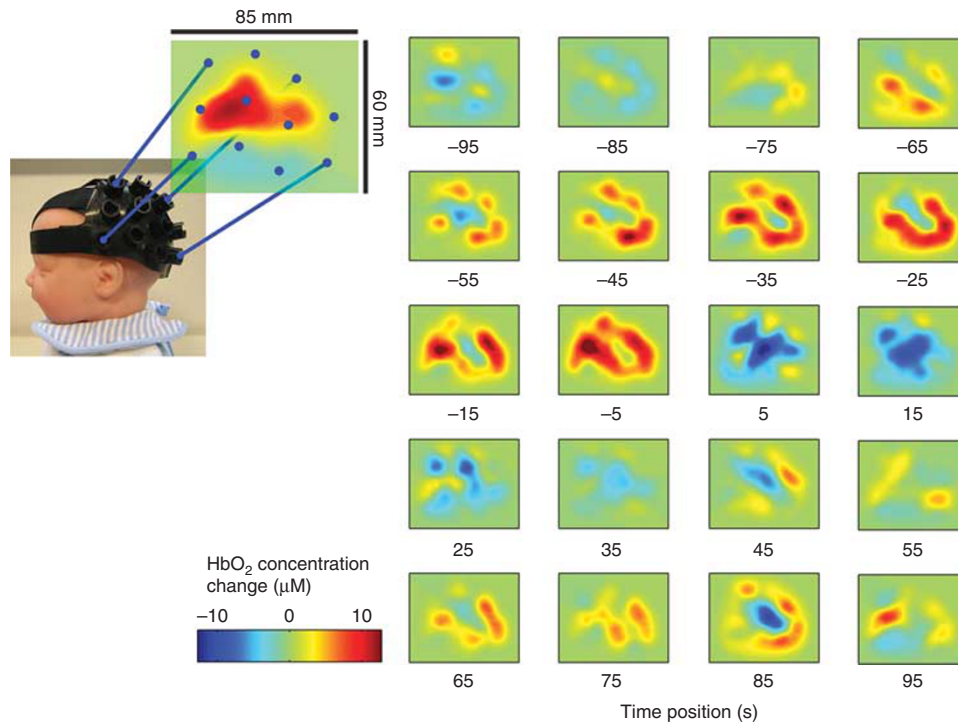 85 mm
60 mm
–95 –85 –75 –65
–55 –45 –35 –25
–15 –5 5 15
25 35 45 55
HbO₂ concentration
change (μM)
–10 0 10
65 75 85 95
Time position (s)